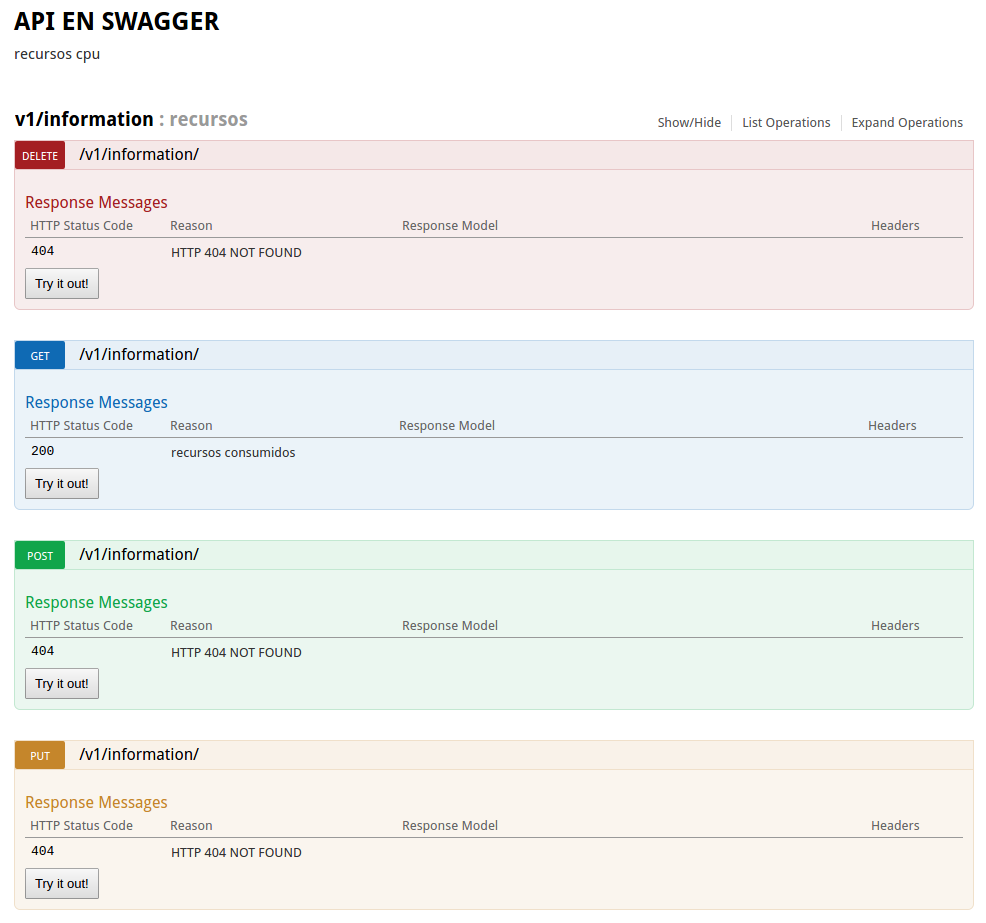 API EN SWAGGER
recursos cpu
v1/information : recursos
Show/Hide List Operations Expand Operations
DELETE /v1/information/
Response Messages
HTTP Status Code Reason Response Model Headers
404 HTTP 404 NOT FOUND
Try it out!
GET /v1/information/
Response Messages
HTTP Status Code Reason Response Model Headers
200 recursos consumidos
Try it out!
POST /v1/information/
Response Messages
HTTP Status Code Reason Response Model Headers
404 HTTP 404 NOT FOUND
Try it out!
PUT /v1/information/
Response Messages
HTTP Status Code Reason Response Model Headers
404 HTTP 404 NOT FOUND
Try it out!